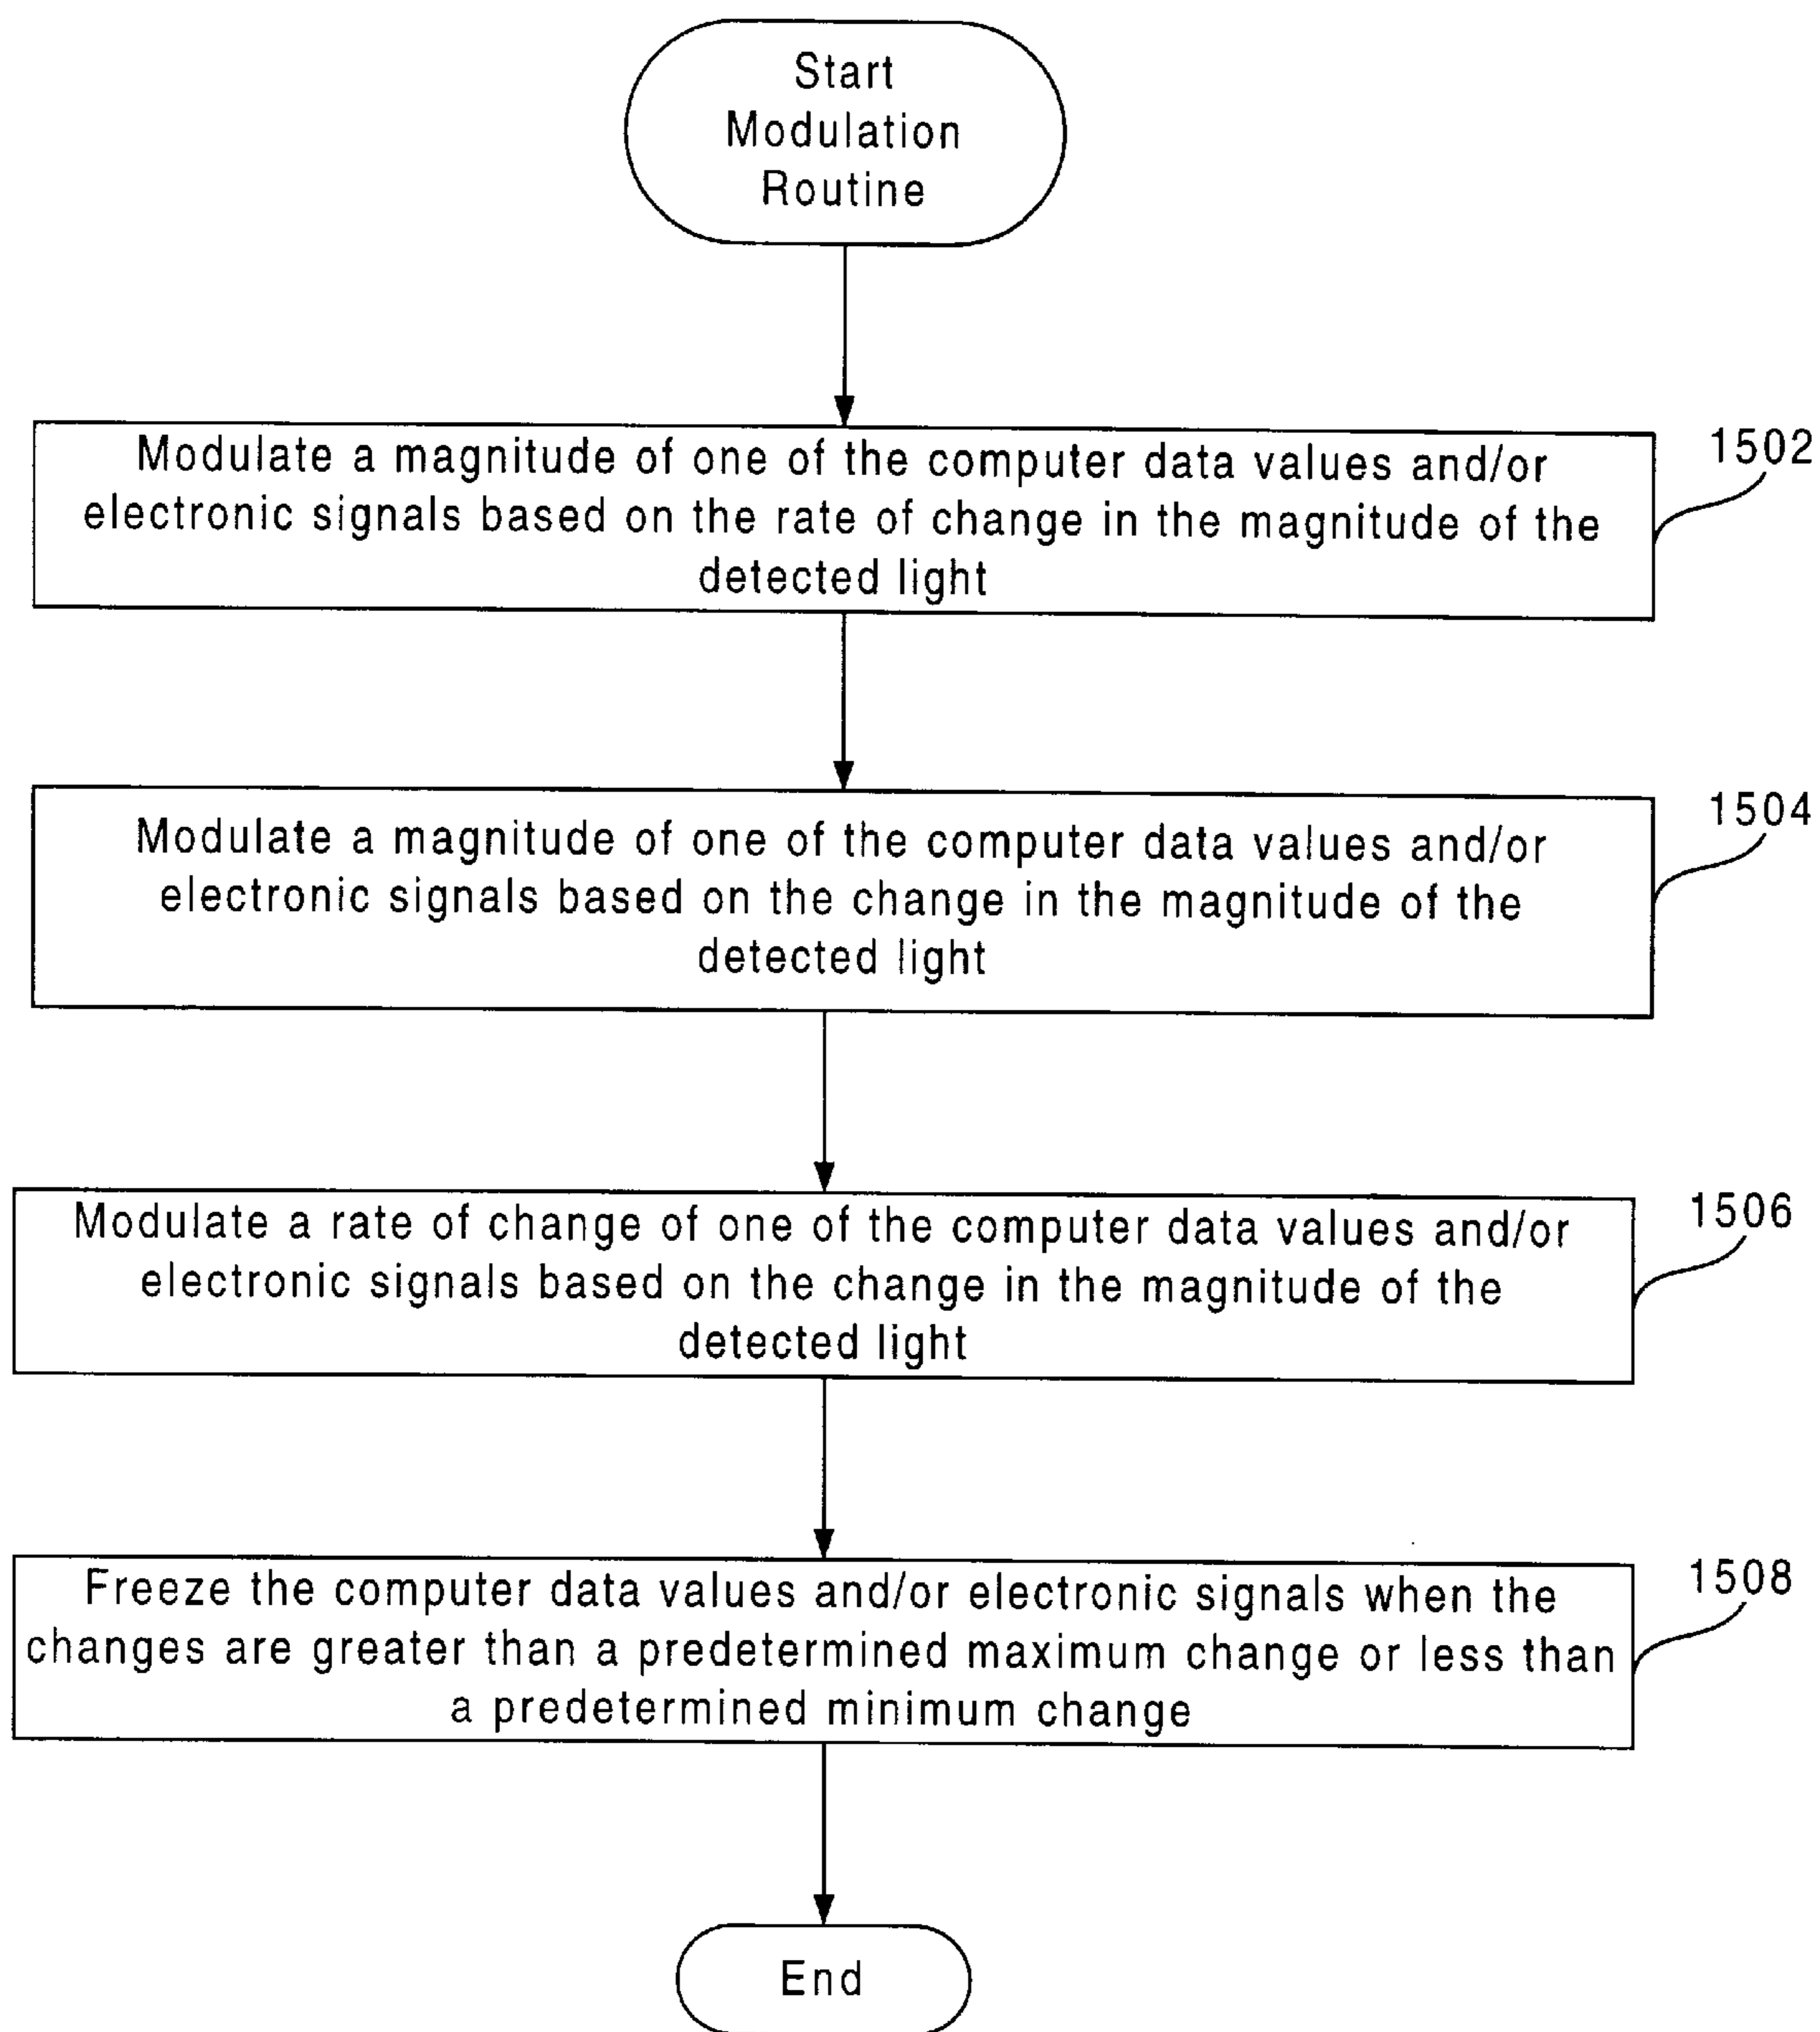 Start
Modulation
Routine
Modulate a magnitude of one of the computer data values and/or
electronic signals based on the rate of change in the magnitude of the
detected light
1502
Modulate a magnitude of one of the computer data values and/or
electronic signals based on the change in the magnitude of the
detected light
1504
Modulate a rate of change of one of the computer data values and/or
electronic signals based on the change in the magnitude of the
detected light
1506
Freeze the computer data values and/or electronic signals when the
changes are greater than a predetermined maximum change or less than
a predetermined minimum change
1508
End